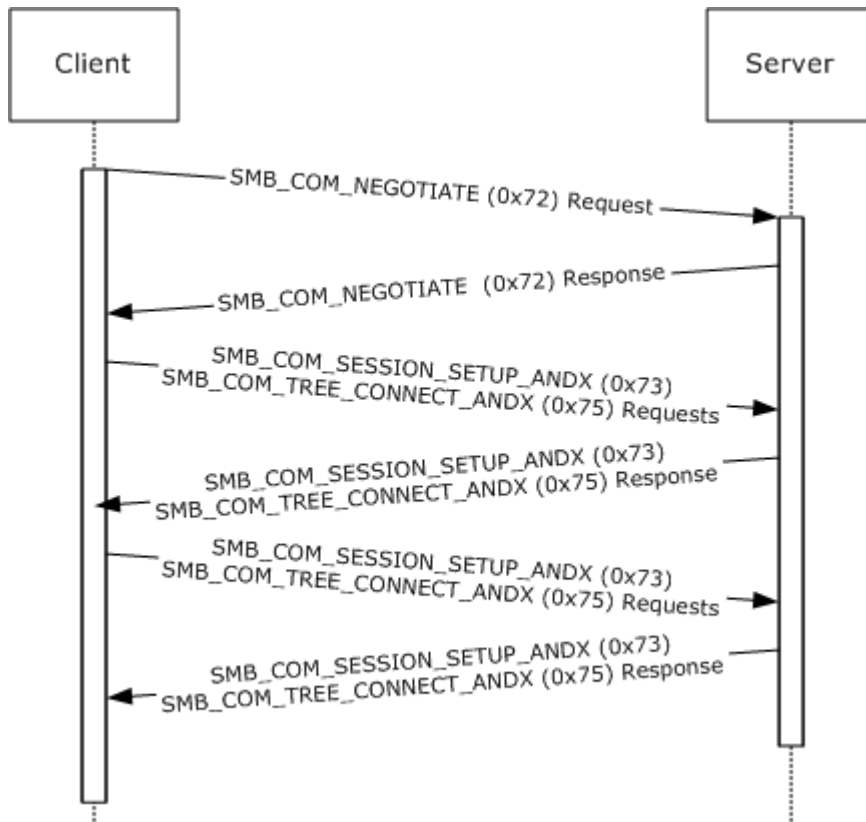 Client
Server
SMB_COM_NEGOTIATE (0x72) Request
SMB_COM_NEGOTIATE  (0x72) Response
SMB_COM_SESSION_SETUP_ANDX (0x73)
SMB_COM_TREE_CONNECT_ANDX (0x75) Requests
SMB_COM_SESSION_SETUP_ANDX (0x73)
SMB_COM_TREE_CONNECT_ANDX (0x75) Response
SMB_COM_SESSION_SETUP_ANDX (0x73)
SMB_COM_TREE_CONNECT_ANDX (0x75) Requests
SMB_COM_SESSION_SETUP_ANDX (0x73)
SMB_COM_TREE_CONNECT_ANDX (0x75) Response